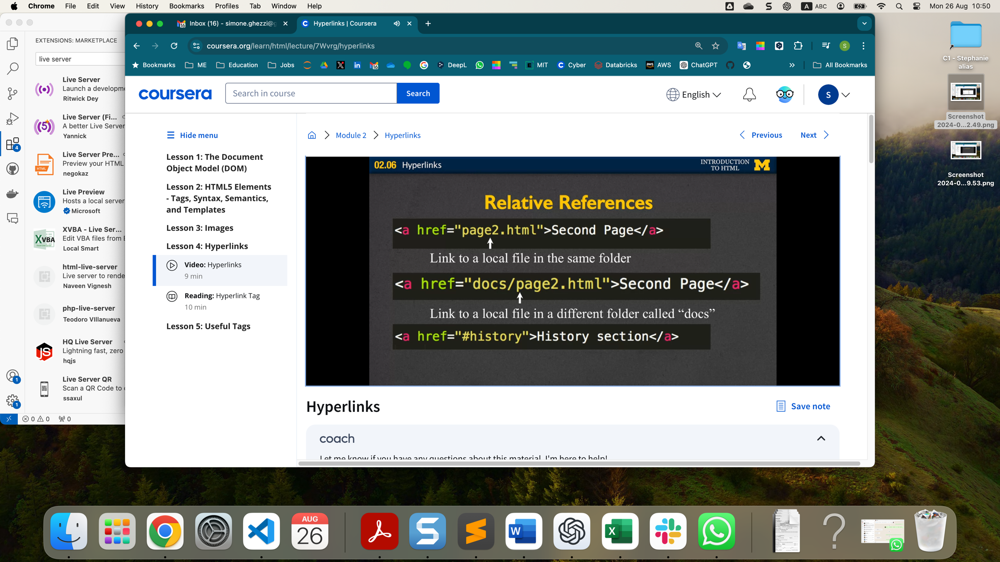 Chrome File Edit View History Bookmarks Profiles Tab Window Help
A ABC Mon 26 Aug 10:50
Inbox (16) - simone.ghezzi@g
Hyperlinks | Coursera
coursera.org/learn/html/lecture/7Wvrg/hyperlinks
S
Bookmarks ME Education Jobs DeepL MIT Cyber Databricks AWS ChatGPT All Bookmarks
EXTENSIONS: MARKETPLACE
live server
Live Server
Launch a developme
Ritwick Dey
Live Server (Fi...
A better Live Server
Yannick
Live Server Pre...
Preview your HTML
negokaz
Live Preview
Hosts a local server
Microsoft
XVBA - Live Ser...
Edit VBA files from E
Local Smart
html-live-server
Live server to rende
Naveen Vignesh
php-live-server
Teodoro VIllanueva
HQ Live Server
Lightning fast, zero
hqjs
Live Server QR
Scan a QR Code to
ssaxul
4
1
1
0 0 0
coursera
Search in course
Search
English
S
Hide menu
Lesson 1: The Document
Object Model (DOM)
Lesson 2: HTML5 Elements
- Tags, Syntax, Semantics,
and Templates
Lesson 3: Images
Lesson 4: Hyperlinks
Video: Hyperlinks
9 min
Reading: Hyperlink Tag
10 min
Lesson 5: Useful Tags
Module 2 Hyperlinks
Previous Next
02.06 Hyperlinks
INTRODUCTION
TO HTML
M
Relative References
<a href="page2.html">Second Page</a>
Link to a local file in the same folder
<a href="docs/page2.html">Second Page</a>
Link to a local file in a different folder called “docs”
<a href="#history">History section</a>
Hyperlinks
Save note
coach
Let me know if you have any questions about this material. I'm here to help!
C1 - Stephanie
alias
Screenshot
2024-0...2.49.png
Screenshot
2024-0...9.53.png
AUG
26